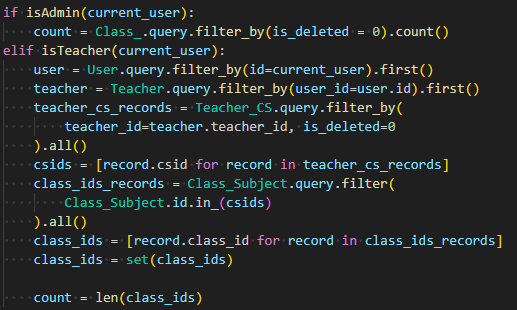 if isAdmin(current_user):
    count = Class_.query.filter_by(is_deleted = 0).count()
elif isTeacher(current_user):
    user = User.query.filter_by(id=current_user).first()
    teacher = Teacher.query.filter_by(user_id=user.id).first()
    teacher_cs_records = Teacher_CS.query.filter_by(
        teacher_id=teacher.teacher_id, is_deleted=0
    ).all()
    csids = [record.csid for record in teacher_cs_records]
    class_ids_records = Class_Subject.query.filter(
        Class_Subject.id.in_(csids)
    ).all()
    class_ids = [record.class_id for record in class_ids_records]
    class_ids = set(class_ids)

    count = len(class_ids)